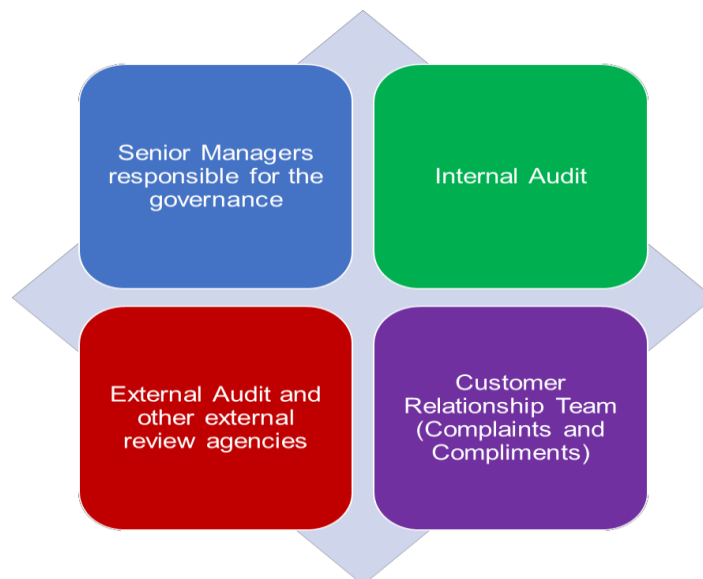 Senior Managers
responsible for the
governance
Internal Audit
External Audit and
other external
review agencies
Customer
Relationship Team
(Complaints and
Compliments)